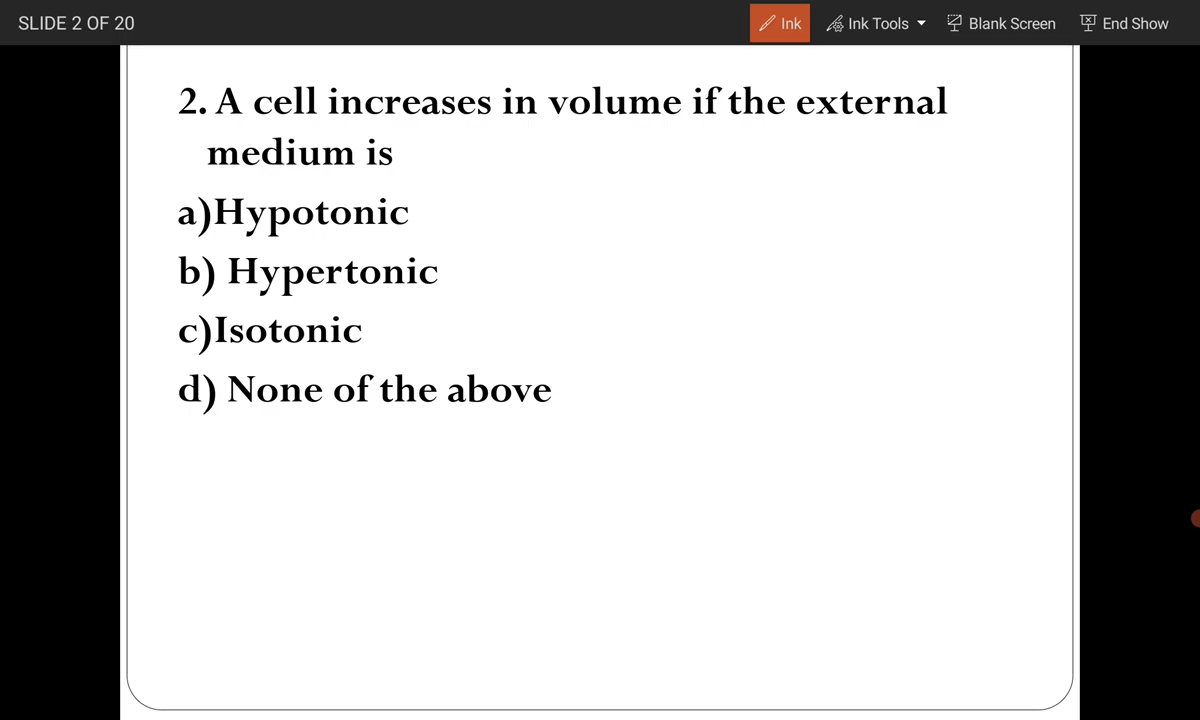 SLIDE 2 OF 20
Ink
Ink Tools
Blank Screen
End Show
2. A cell increases in volume if the external
medium is
a)Hypotonic
b) Hypertonic
c)Isotonic
d) None of the above